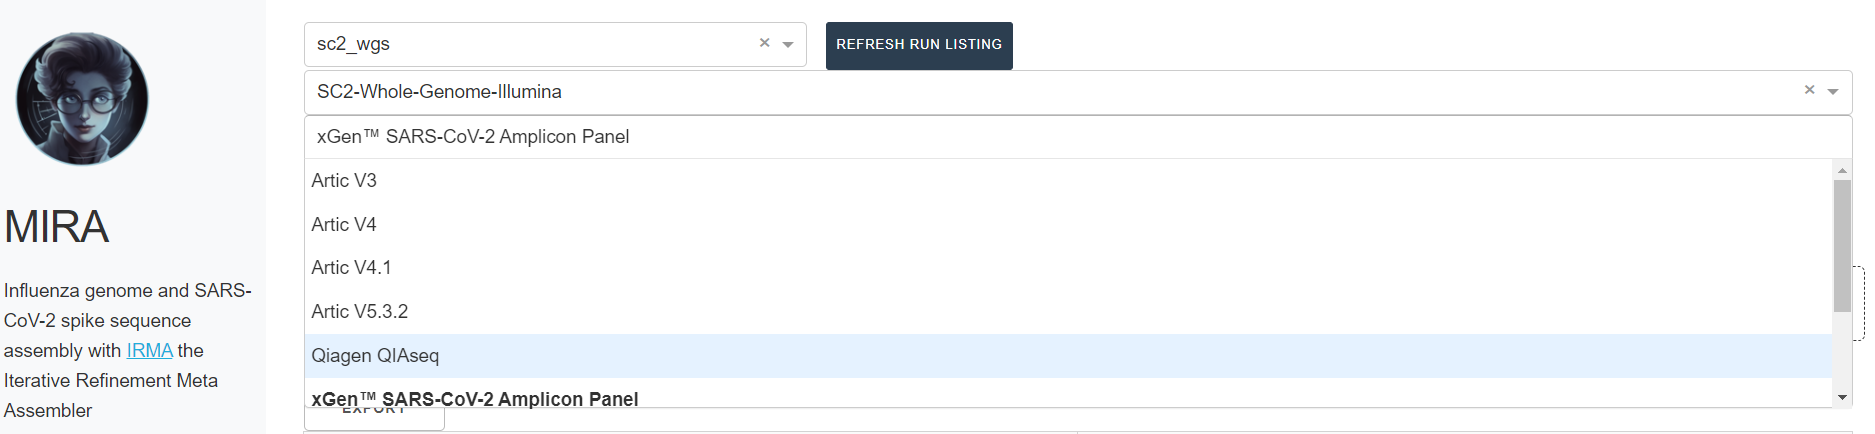 sc2_wgs
REFRESH RUN LISTING
SC2-Whole-Genome-Illumina
xGen™ SARS-CoV-2 Amplicon Panel
Artic V3
Artic V4
Artic V4.1
Artic V5.3.2
Qiagen QIAseq
xGen™ SARS-CoV-2 Amplicon Panel
EXPORT
MIRA
Influenza genome and SARS-
CoV-2 spike sequence
assembly with IRMA the
Iterative Refinement Meta
Assembler